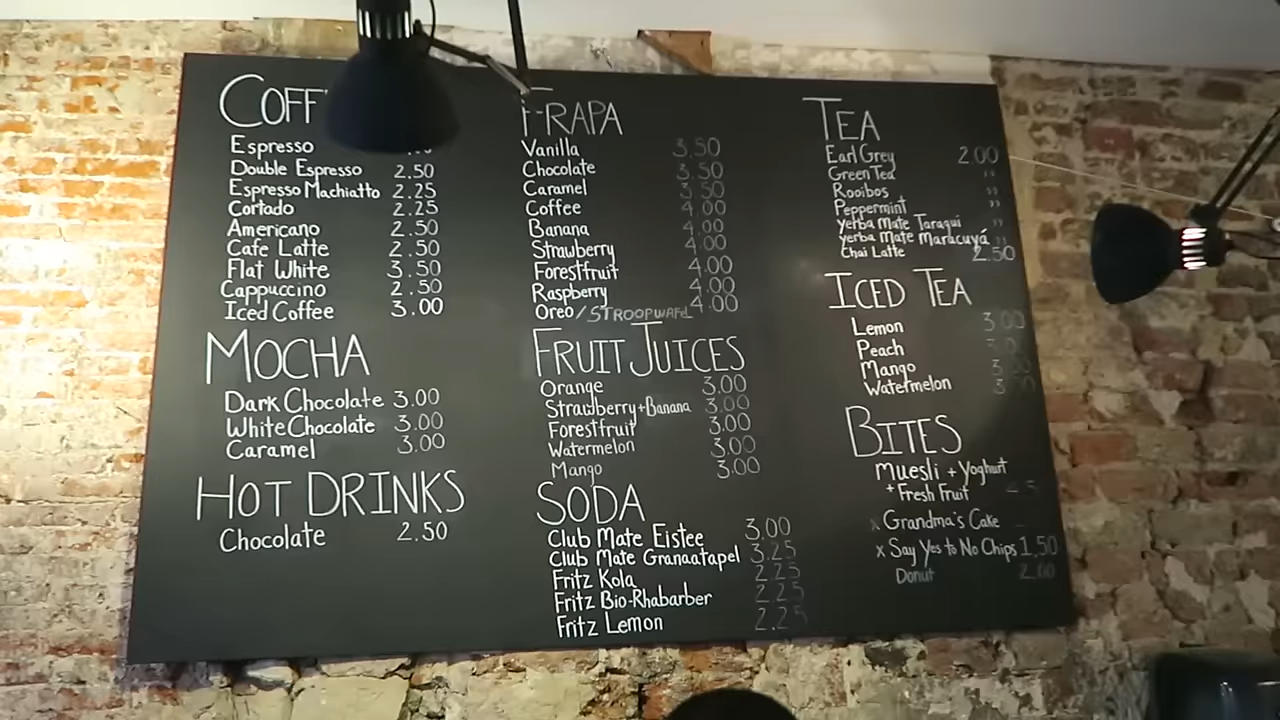 COFF
Espresso
Double Espresso 2.50
Espresso Machiatto 2.25
Cortado 2.25
Americano 2.50
Cafe Latte 2.50
Flat White 3.50
Cappuccino 2.50
Iced Coffee 3.00
MOCHA
Dark Chocolate 3.00
White Chocolate 3.00
Caramel 3.00
HOT DRINKS
Chocolate 2.50
FRAPA
Vanilla 3.50
Chocolate 3.50
Caramel 3.50
Coffee 4.00
Banana 4.00
Strawberry 4.00
Forestfruit 4.00
Raspberry 4.00
Oreo/STROOPWAFEL 4.00
FRUIT JUICES
Orange 3.00
Strawberry+Banana 3.00
Forestfruit 3.00
Watermelon 3.00
Mango 3.00
SODA
Club Mate Eistee 3.00
Club Mate Granaatapel 3.25
Fritz Kola 2.25
Fritz Bio-Rhabarber 2.25
Fritz Lemon 2.25
TEA
Earl Grey 2.00
Green Tea "
Rooibos "
Peppermint "
Yerba Mate Taragui
Yerba Mate Maracuyá "
Chai Latte 2.50
ICED TEA
Lemon 3.00
Peach
Mango
Watermelon
BITES
Muesli + Yoghurt
+ Fresh Fruit
x Grandma's Cake
x Say Yes to No Chips 1,50
Donut 2.00